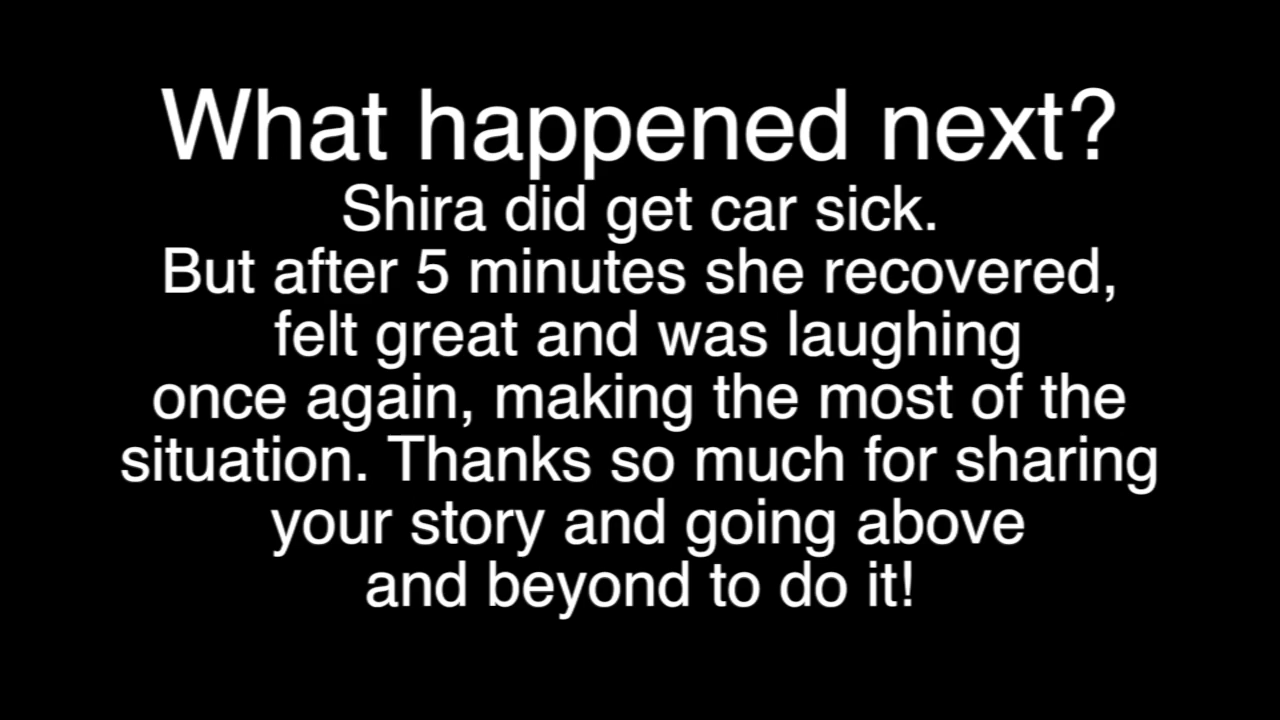 What happened next?
Shira did get car sick.
But after 5 minutes she recovered,
felt great and was laughing
once again, making the most of the
situation. Thanks so much for sharing
your story and going above
and beyond to do it!